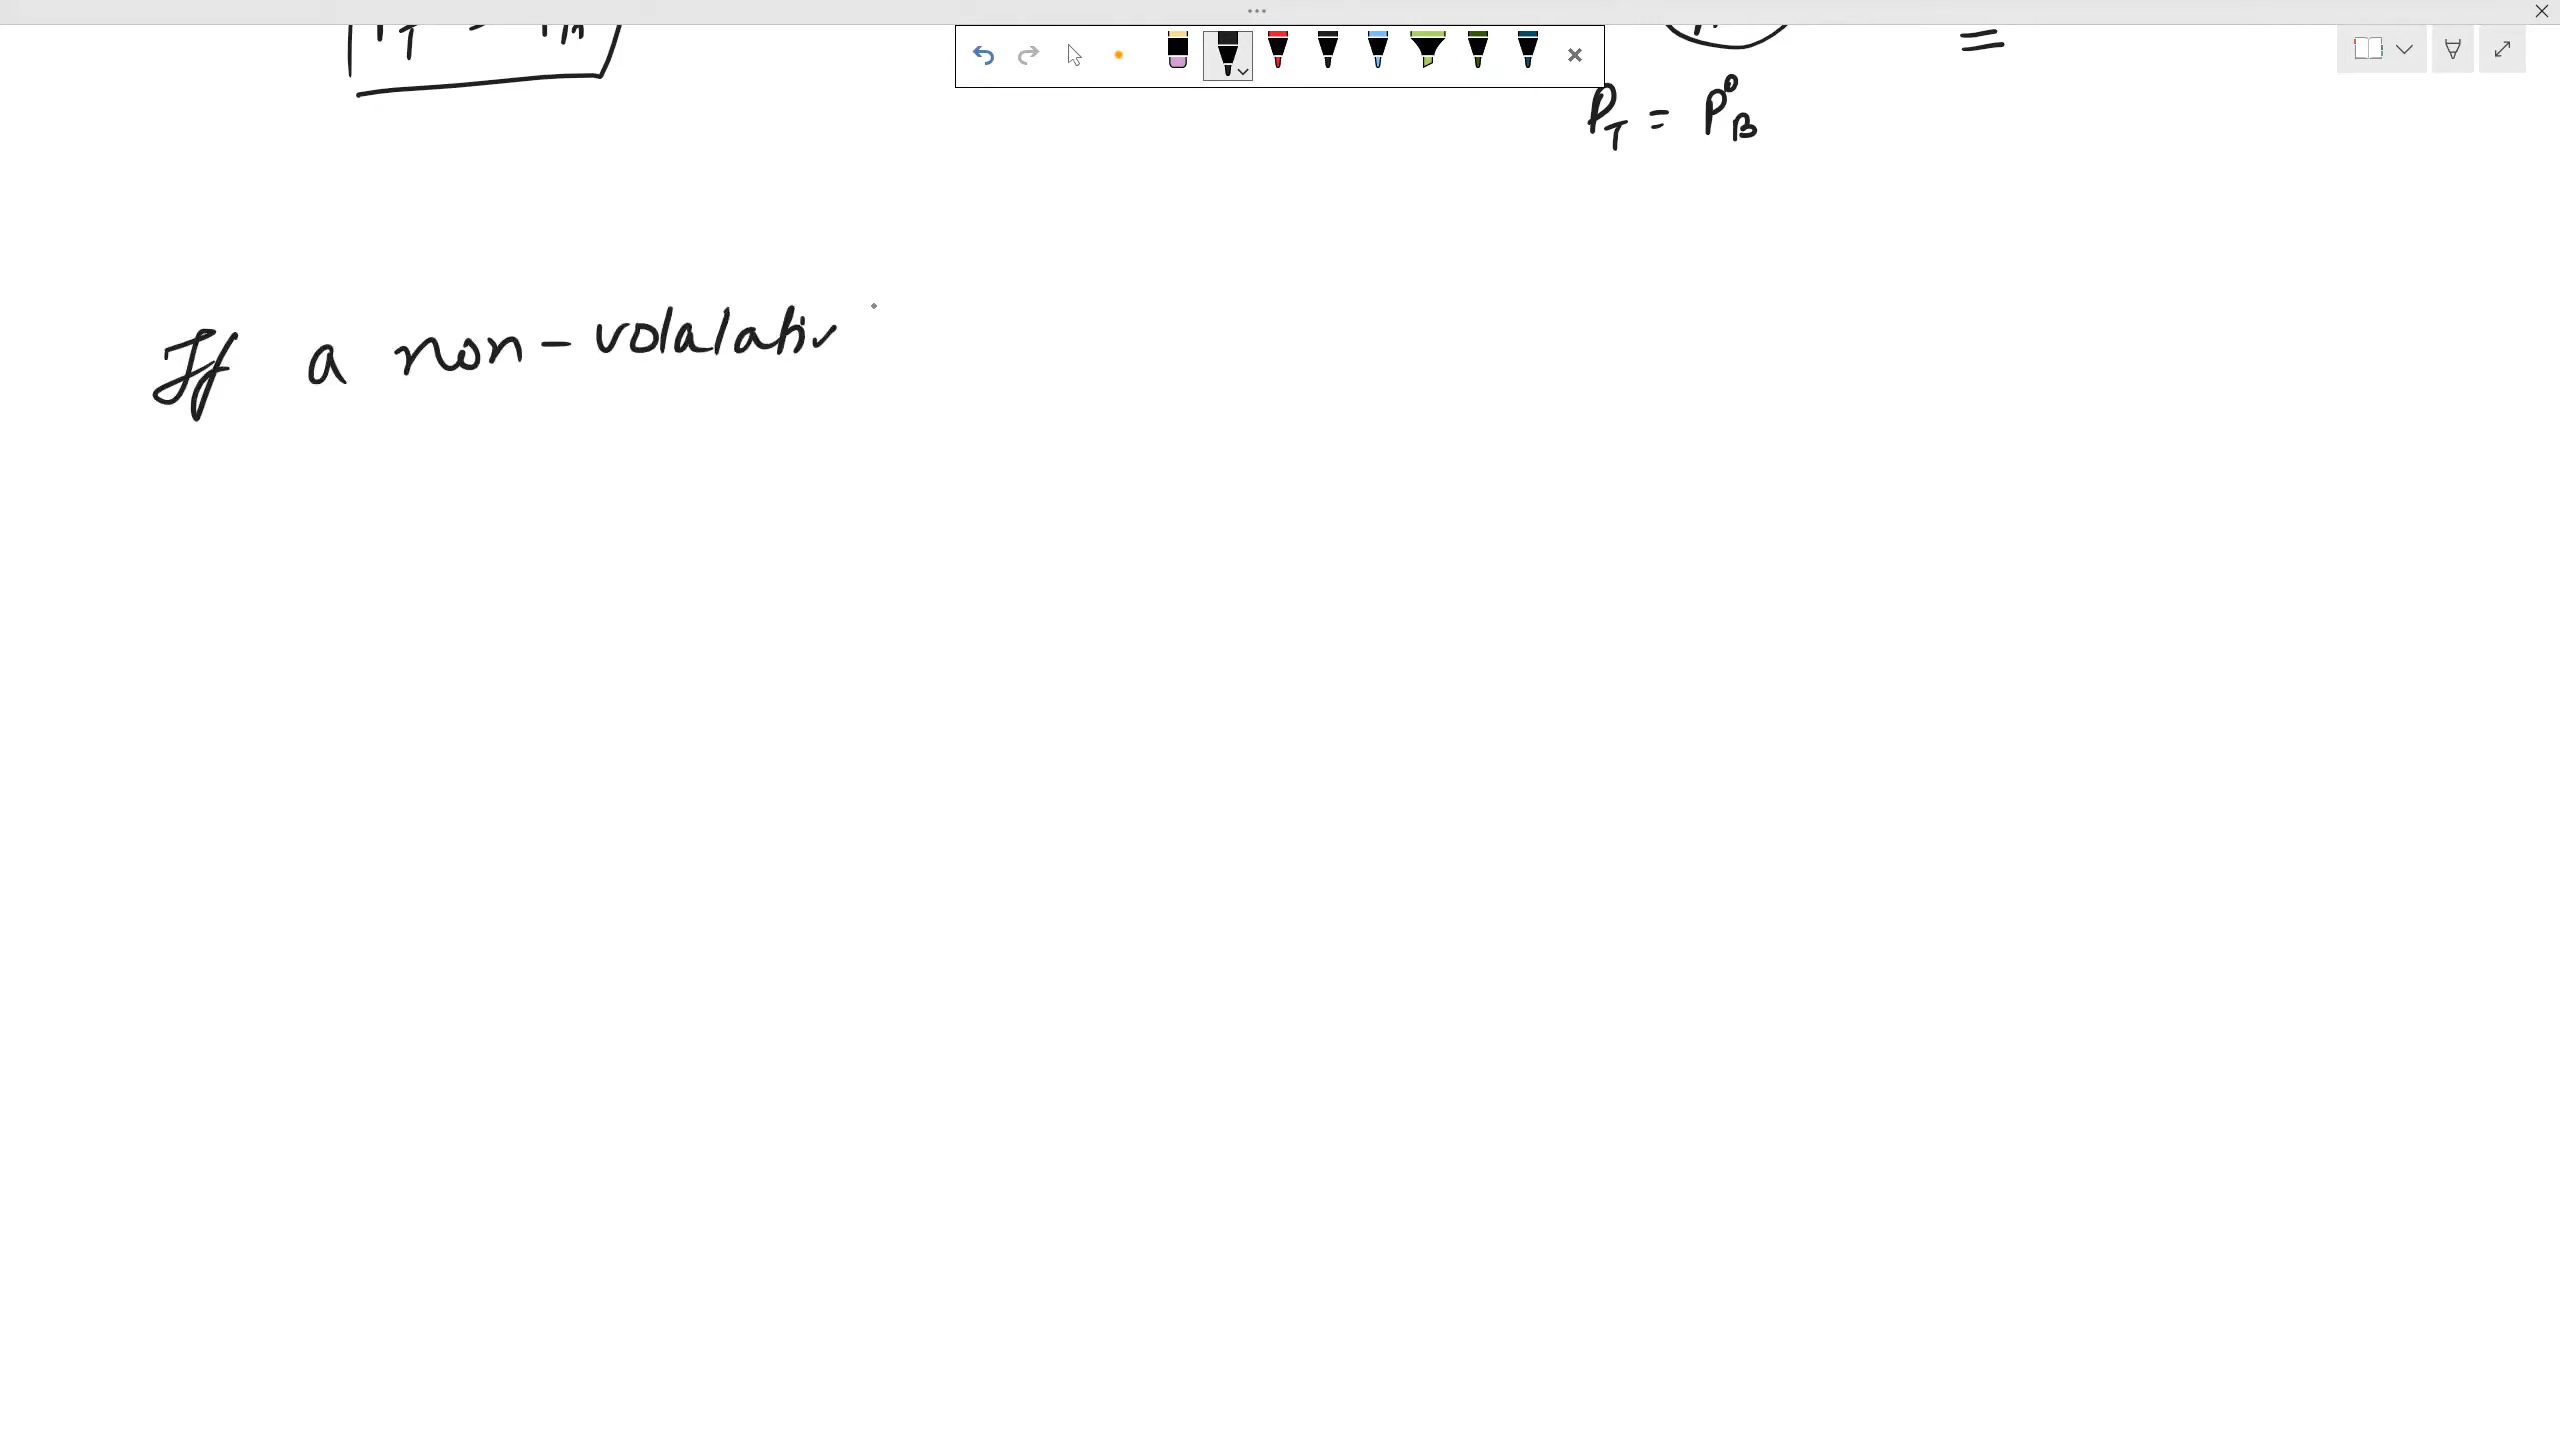 P_T = P°_B
If a non-volalativ